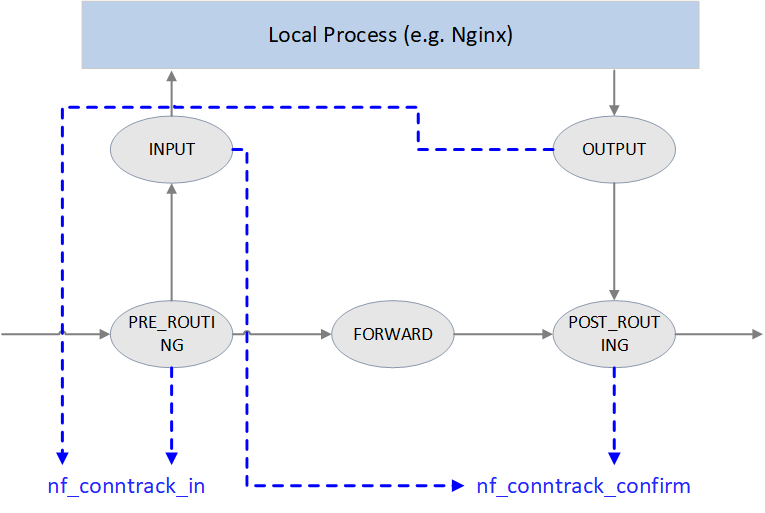 Local Process (e.g. Nginx)
INPUT
OUTPUT
PRE_ROUTI
NG
FORWARD
POST_ROUT
ING
nf_conntrack_in
nf_conntrack_confirm